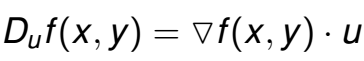 D_u f(x, y) = ▽f(x, y) · u